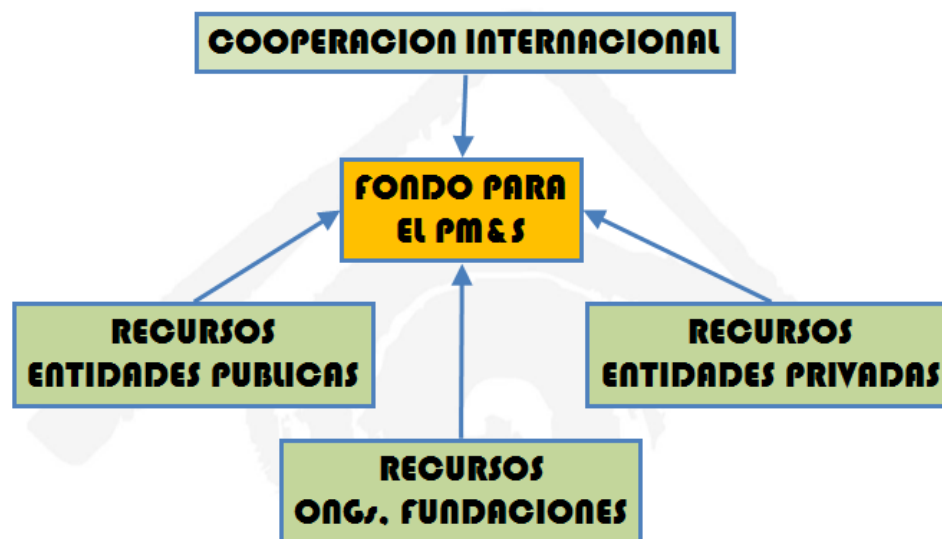 COOPERACION INTERNACIONAL
FONDO PARA
EL PM&S
RECURSOS
ENTIDADES PUBLICAS
RECURSOS
ENTIDADES PRIVADAS
RECURSOS
ONGs, FUNDACIONES